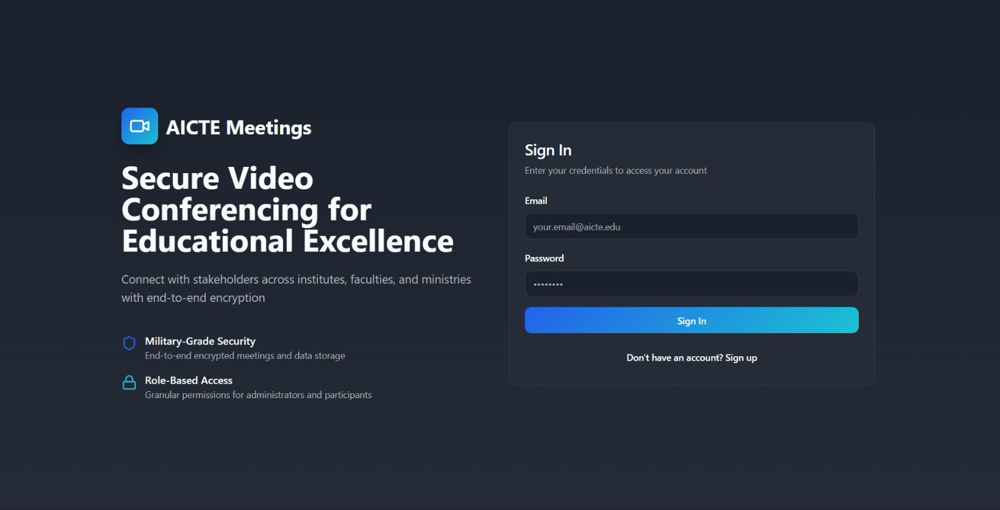 AICTE Meetings
Secure Video
Conferencing for
Educational Excellence
Connect with stakeholders across institutes, faculties, and ministries
with end-to-end encryption
Military-Grade Security
End-to-end encrypted meetings and data storage
Role-Based Access
Granular permissions for administrators and participants
Sign In
Enter your credentials to access your account
Email
your.email@aicte.edu
Password
••••••••
Sign In
Don't have an account? Sign up